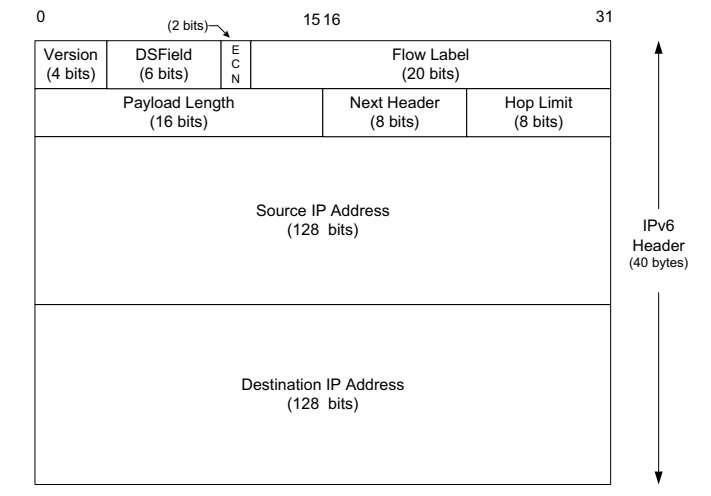 0
(2 bits)
15 16
31
Version
(4 bits)
DSField
(6 bits)
E
C
N
Flow Label
(20 bits)
Payload Length
(16 bits)
Next Header
(8 bits)
Hop Limit
(8 bits)
Source IP Address
(128 bits)
IPv6
Header
(40 bytes)
Destination IP Address
(128 bits)